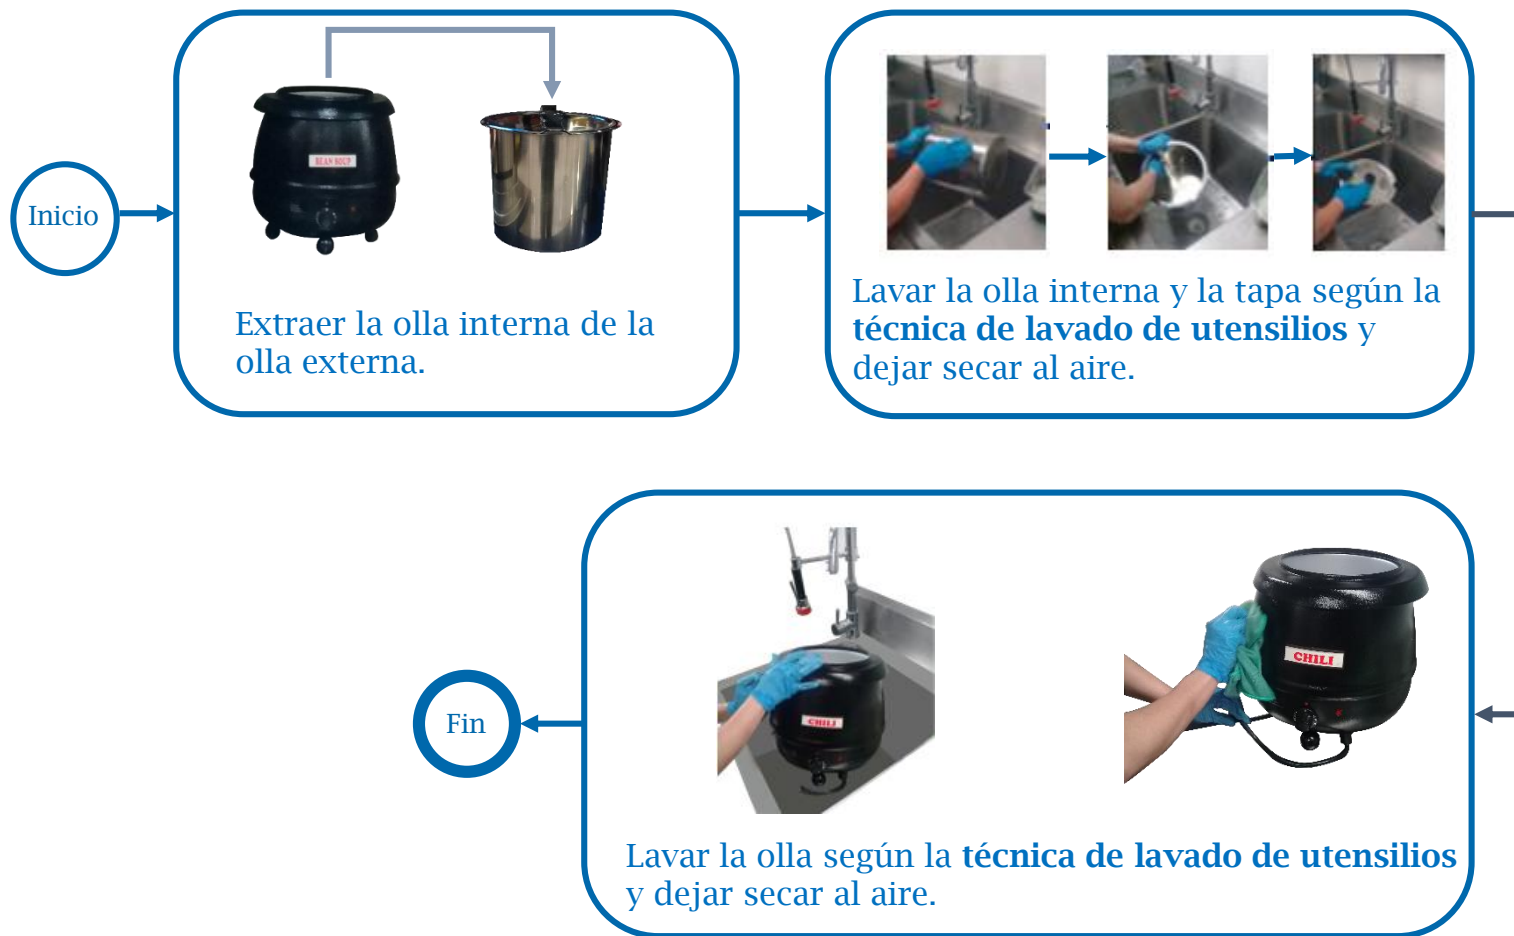 Inicio
BEAN SOUP
Extraer la olla interna de la
olla externa.
Lavar la olla interna y la tapa según la
técnica de lavado de utensilios y
dejar secar al aire.
Fin
CHILI
CHILI
Lavar la olla según la técnica de lavado de utensilios
y dejar secar al aire.